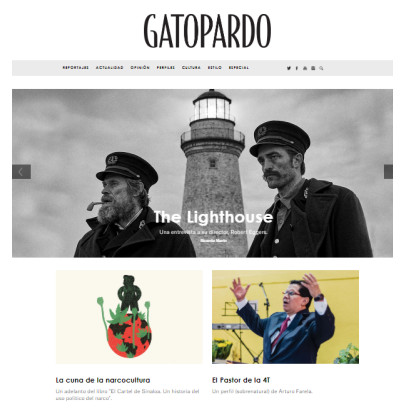 GATOPARDO
REPORTAJES ACTUALIDAD OPINIÓN PERFILES CULTURA ESTILO ESPECIAL
The Lighthouse
Una entrevista a su director, Robert Eggers.
La cuna de la narcocultura
El Pastor de la 4T
Un adelanto del libro "El Cártel de Sinaloa. Un historia del
uso político del narco".
Un perfil (sobrenatural) de Arturo Farela.